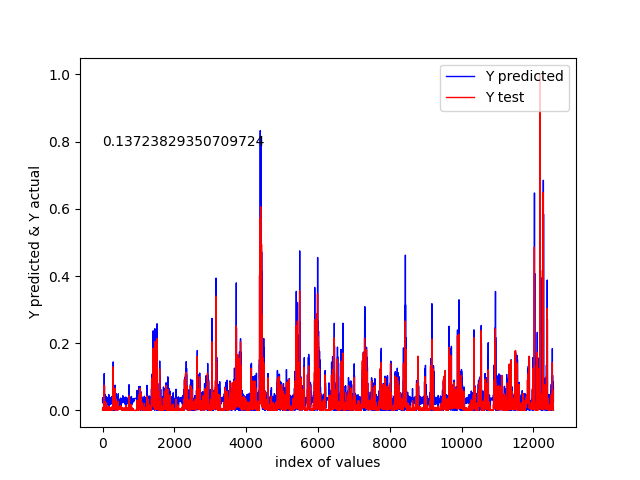 Y predicted
Y test
0.13723829350709724
Y predicted & Y actual
1.0
0.8
0.6
0.4
0.2
0.0
0 2000 4000 6000 8000 10000 12000
index of values